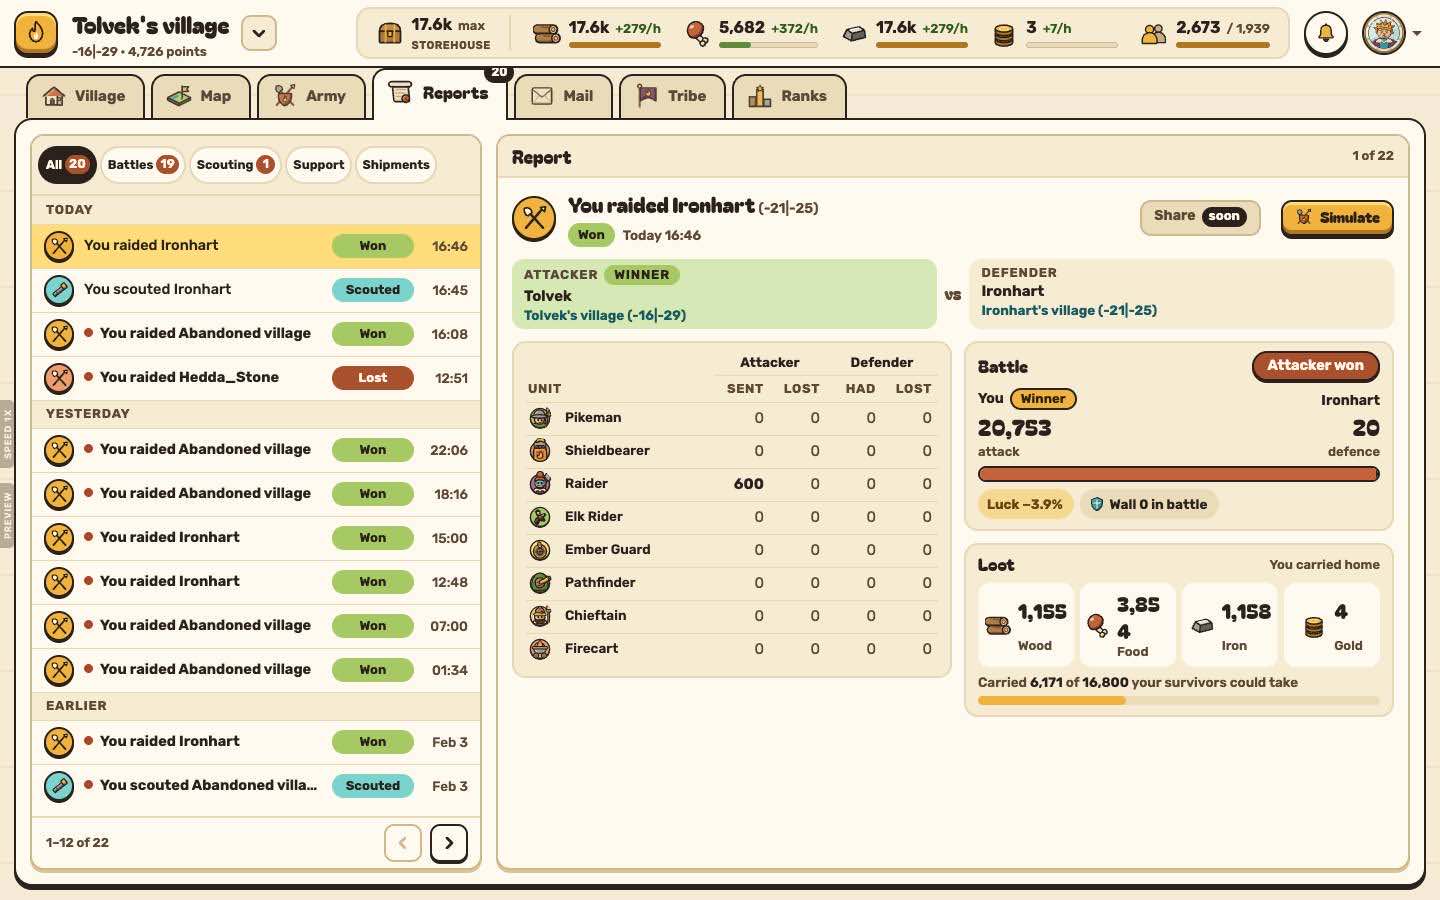 Tolvek's village
-16|-29 • 4,726 points
17.6k max
STOREHOUSE
17.6k +279/h
5,682 +372/h
17.6k +279/h
3 +7/h
2,673 / 1,939
Village
Map
Army
Reports
20
Mail
Tribe
Ranks
SPEED 1X
PREVIEW
All 20
Battles 19
Scouting 1
Support
Shipments
TODAY
You raided Ironhart Won 16:46
You scouted Ironhart Scouted 16:45
You raided Abandoned village Won 16:08
You raided Hedda_Stone Lost 12:51
YESTERDAY
You raided Abandoned village Won 22:06
You raided Abandoned village Won 18:16
You raided Ironhart Won 15:00
You raided Ironhart Won 12:48
You raided Abandoned village Won 07:00
You raided Abandoned village Won 01:34
EARLIER
You raided Ironhart Won Feb 3
You scouted Abandoned villa... Scouted Feb 3
1–12 of 22
Report 1 of 22
You raided Ironhart (-21|-25)
Won Today 16:46
Share soon
Simulate
ATTACKER WINNER
Tolvek
Tolvek's village (-16|-29)
VS
DEFENDER
Ironhart
Ironhart's village (-21|-25)
Attacker Defender
UNIT SENT LOST HAD LOST
Pikeman 0 0 0 0
Shieldbearer 0 0 0 0
Raider 600 0 0 0
Elk Rider 0 0 0 0
Ember Guard 0 0 0 0
Pathfinder 0 0 0 0
Chieftain 0 0 0 0
Firecart 0 0 0 0
Battle Attacker won
You Winner Ironhart
20,753 20
attack defence
Luck −3.9% Wall 0 in battle
Loot You carried home
1,155
Wood
3,85
4
Food
1,158
Iron
4
Gold
Carried 6,171 of 16,800 your survivors could take